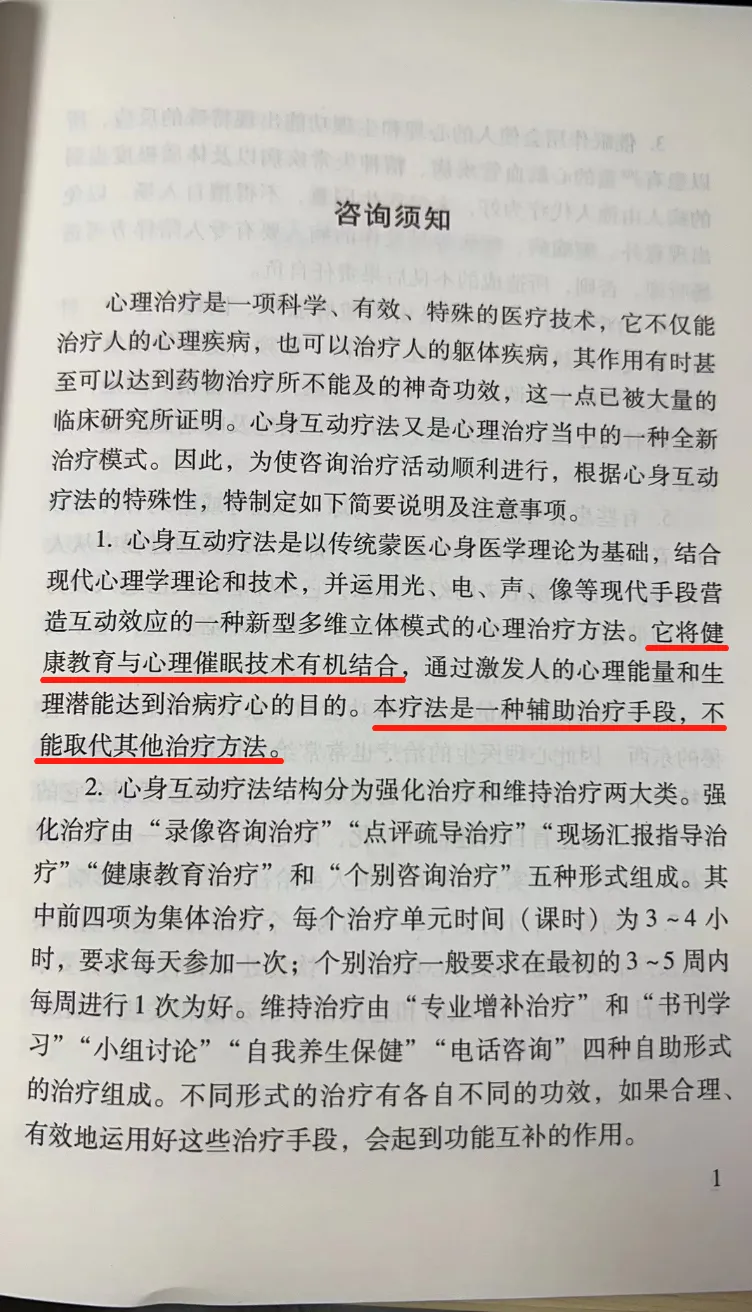 咨询须知
心理治疗是一项科学、有效、特殊的医疗技术，它不仅能
治疗人的心理疾病，也可以治疗人的躯体疾病，其作用有时甚
至可以达到药物治疗所不能及的神奇功效，这一点已被大量的
临床研究所证明。心身互动疗法又是心理治疗当中的一种全新
治疗模式。因此，为使咨询治疗活动顺利进行，根据心身互动
疗法的特殊性，特制定如下简要说明及注意事项。
1. 心身互动疗法是以传统蒙医心身医学理论为基础，结合
现代心理学理论和技术，并运用光、电、声、像等现代手段营
造互动效应的一种新型多维立体模式的心理治疗方法。它将健
康教育与心理催眠技术有机结合，通过激发人的心理能量和生
理潜能达到治病疗心的目的。本疗法是一种辅助治疗手段，不
能取代其他治疗方法。
2. 心身互动疗法结构分为强化治疗和维持治疗两大类。强
化治疗由“录像咨询治疗”“点评疏导治疗”“现场汇报指导治
疗”“健康教育治疗”和“个别咨询治疗”五种形式组成。其
中前四项为集体治疗，每个治疗单元时间（课时）为3~4小
时，要求每天参加一次；个别治疗一般要求在最初的3~5周内
每周进行1次为好。维持治疗由“专业增补治疗”和“书刊学
习”“小组讨论”“自我养生保健”“电话咨询”四种自助形式
的治疗组成。不同形式的治疗有各自不同的功效，如果合理、
有效地运用好这些治疗手段，会起到功能互补的作用。
1